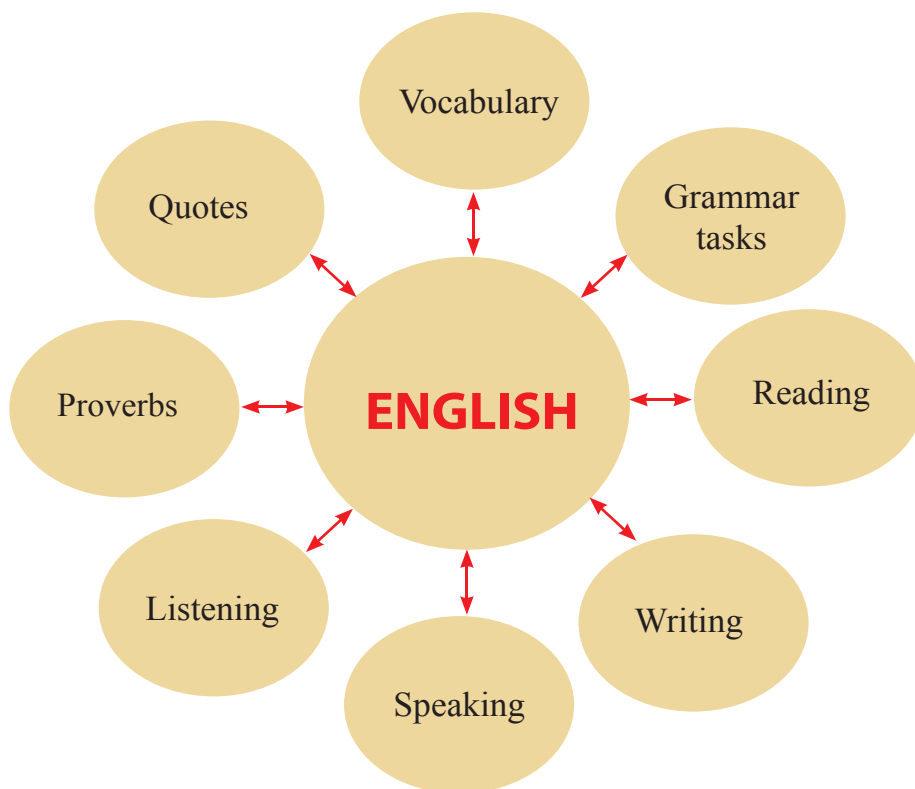 Vocabulary
Quotes
Grammar
tasks
Proverbs
ENGLISH
Reading
Listening
Writing
Speaking